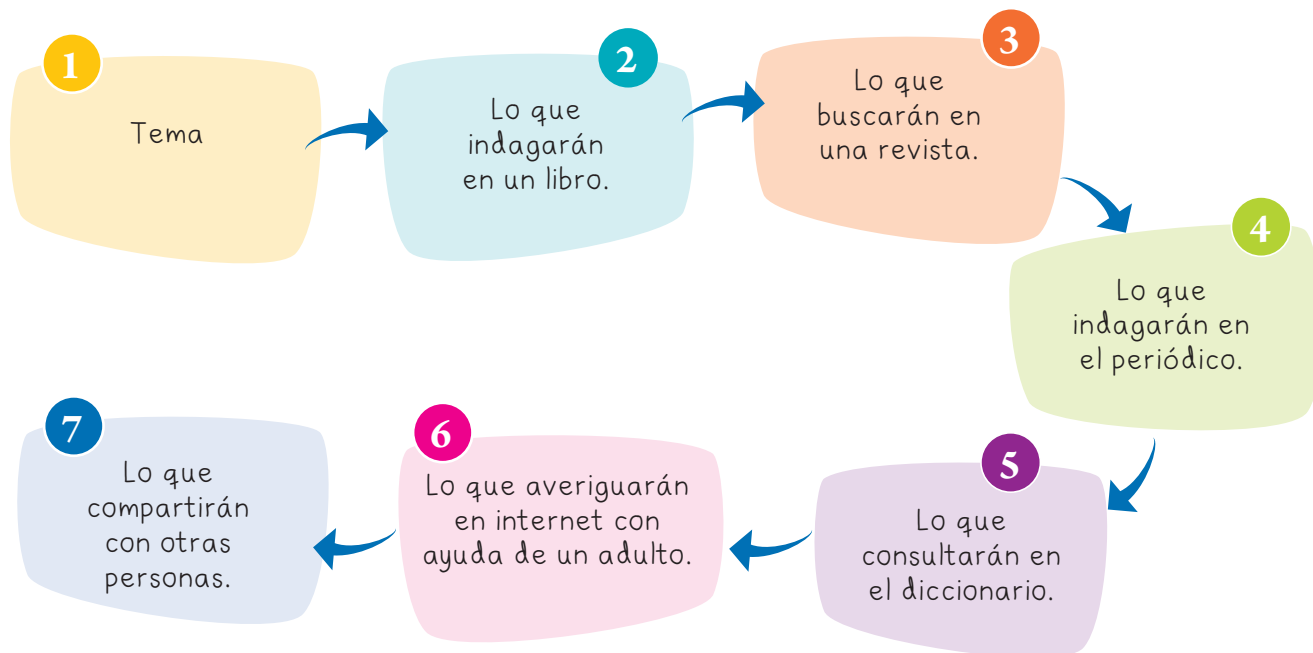 1
Tema
2
Lo que
indagarán
en un libro.
3
Lo que
buscarán en
una revista.
4
Lo que
indagarán en
el periódico.
5
Lo que
consultarán en
el diccionario.
6
Lo que averiguarán
en internet con
ayuda de un adulto.
7
Lo que
compartirán
con otras
personas.